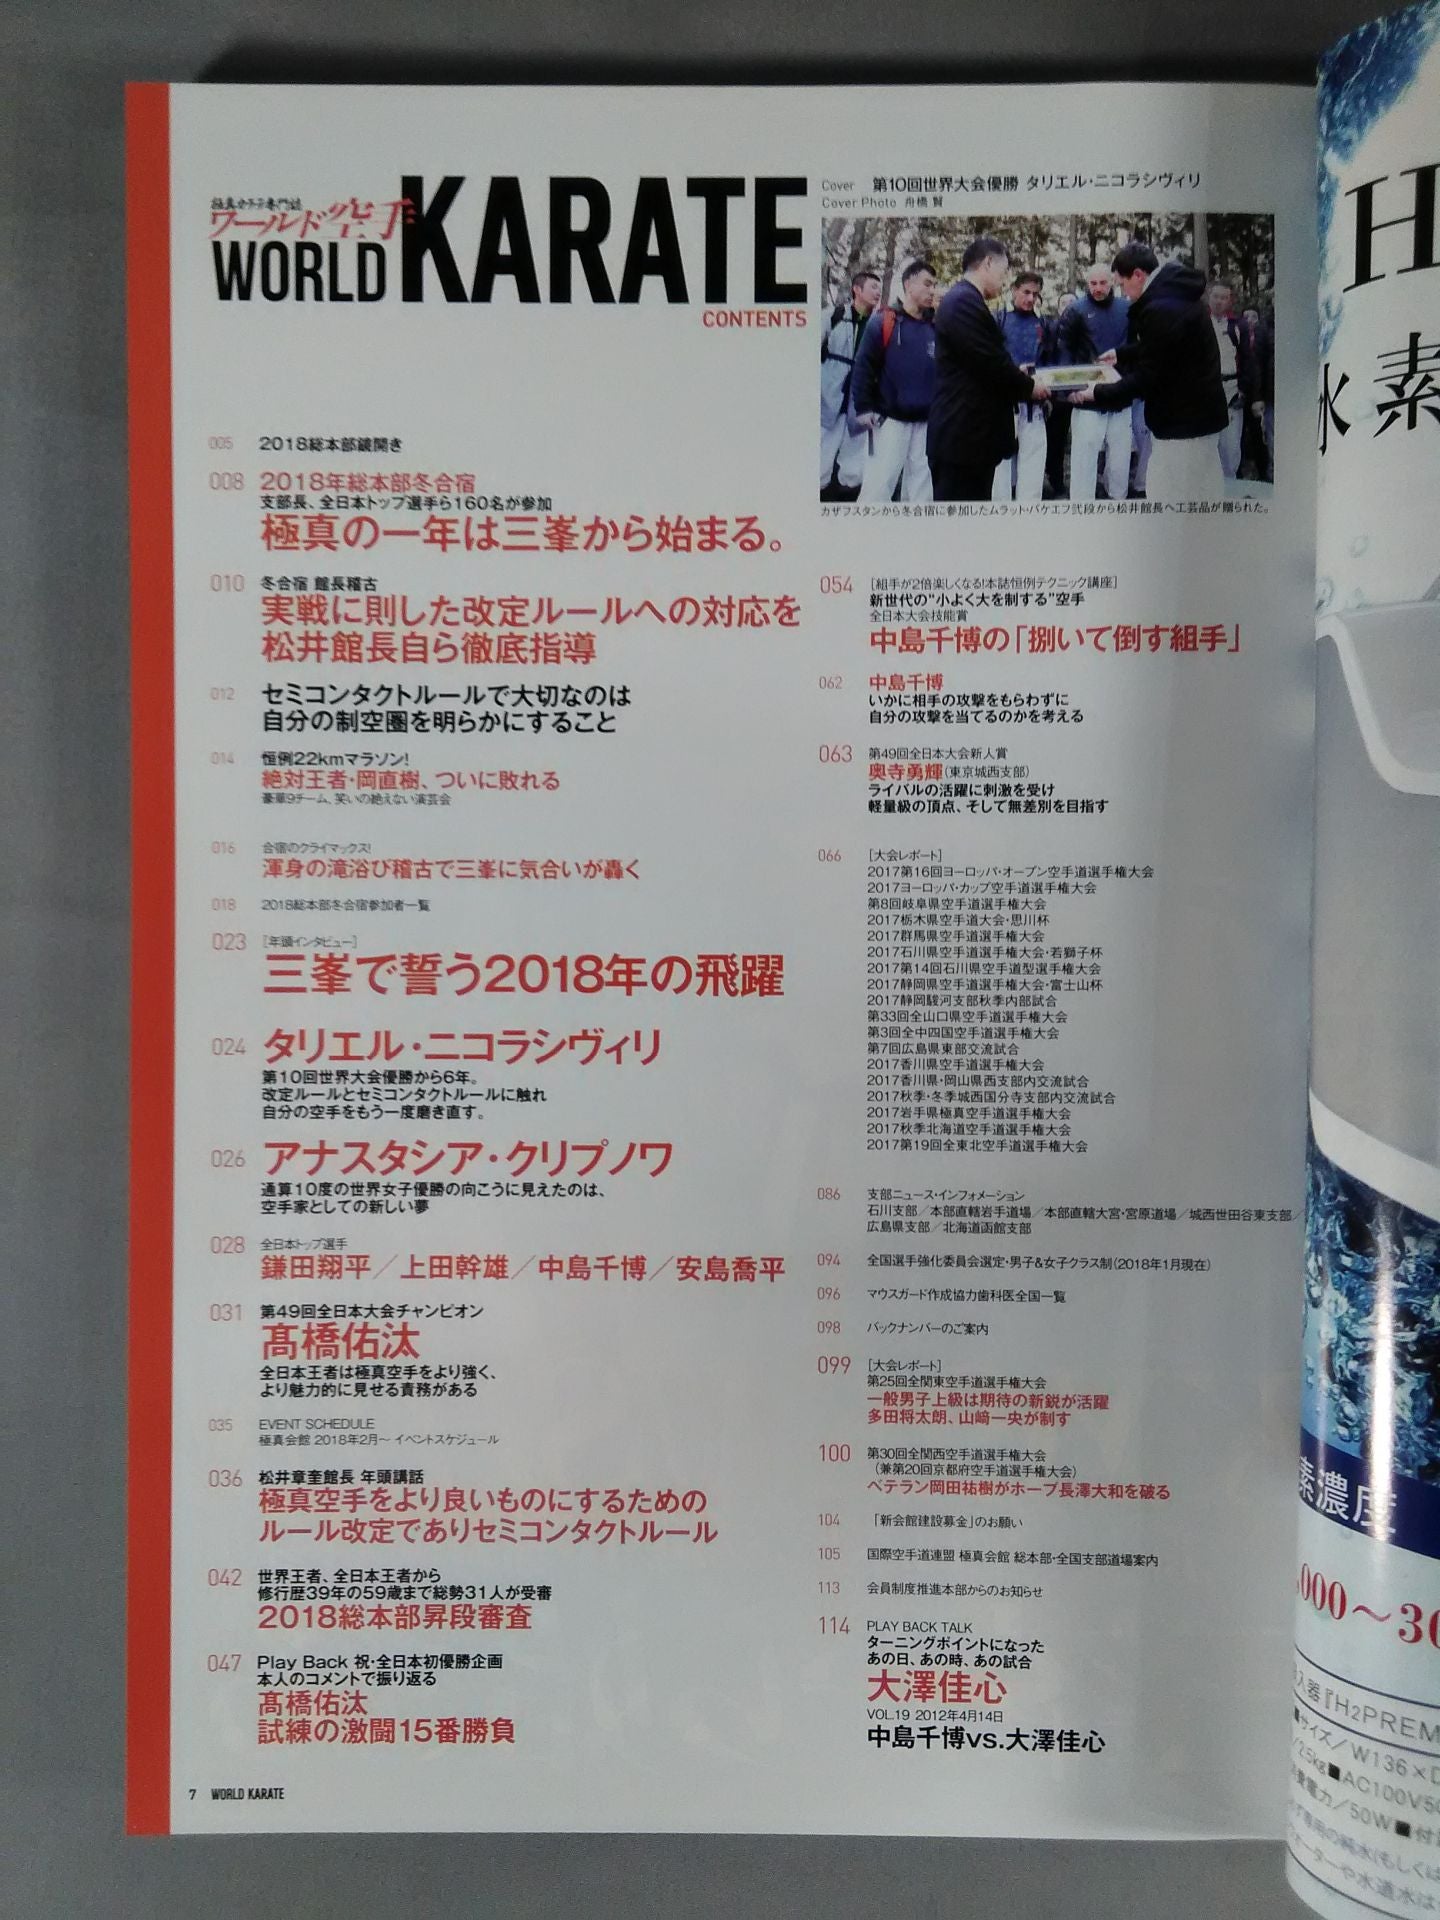 極真カラテ専門誌
ワールド空手
WORLD KARATE
CONTENTS
Cover 第10回世界大会優勝 タリエル・ニコラシヴィリ
Cover Photo 舟橋 賢
カザフスタンから冬合宿に参加したムラット・バケエフ弐段から松井館長へ工芸品が贈られた。
005 2018総本部鏡開き
008 2018年総本部冬合宿
支部長、全日本トップ選手ら160名が参加
極真の一年は三峯から始まる。
010 冬合宿 館長稽古
実戦に則した改定ルールへの対応を
松井館長自ら徹底指導
012 セミコンタクトルールで大切なのは
自分の制空圏を明らかにすること
014 恒例22kmマラソン!
絶対王者・岡直樹、ついに敗れる
豪華9チーム、笑いの絶えない演芸会
016 合宿のクライマックス!
渾身の滝浴び稽古で三峯に気合いが轟く
018 2018総本部冬合宿参加者一覧
023 [年頭インタビュー]
三峯で誓う2018年の飛躍
024 タリエル・ニコラシヴィリ
第10回世界大会優勝から6年。
改定ルールとセミコンタクトルールに触れ
自分の空手をもう一度磨き直す。
026 アナスタシア・クリプノワ
通算10度の世界女子優勝の向こうに見えたのは、
空手家としての新しい夢
028 全日本トップ選手
鎌田翔平／上田幹雄／中島千博／安島喬平
031 第49回全日本大会チャンピオン
髙橋佑汰
全日本王者は極真空手をより強く、
より魅力的に見せる責務がある
035 EVENT SCHEDULE
極真会館 2018年2月～ イベントスケジュール
036 松井章奎館長 年頭講話
極真空手をより良いものにするための
ルール改定でありセミコンタクトルール
042 世界王者、全日本王者から
修行歴39年の59歳まで総勢31人が受審
2018総本部昇段審査
047 Play Back 祝・全日本初優勝企画
本人のコメントで振り返る
髙橋佑汰
試練の激闘15番勝負
054 [組手が2倍楽しくなる!本誌恒例テクニック講座]
新世代の“小よく大を制する”空手
全日本大会技能賞
中島千博の「捌いて倒す組手」
062 中島千博
いかに相手の攻撃をもらわずに
自分の攻撃を当てるのかを考える
063 第49回全日本大会新人賞
奥寺勇輝(東京城西支部)
ライバルの活躍に刺激を受け
軽量級の頂点、そして無差別を目指す
066 [大会レポート]
2017第16回ヨーロッパ・オープン空手道選手権大会
2017ヨーロッパ・カップ空手道選手権大会
第8回岐阜県空手道選手権大会
2017栃木県空手道大会・思川杯
2017群馬県空手道選手権大会
2017石川県空手道選手権大会・若獅子杯
2017第14回石川県空手道型選手権大会
2017静岡県空手道選手権大会・富士山杯
2017静岡駿河支部秋季内部試合
第33回全山口県空手道選手権大会
第3回全中四国空手道選手権大会
第7回広島県東部交流試合
2017香川県空手道選手権大会
2017香川県・岡山県西支部内交流試合
2017秋季・冬季城西国分寺支部内交流試合
2017岩手県極真空手道選手権大会
2017秋季北海道空手道選手権大会
2017第19回全東北空手道選手権大会
086 支部ニュース・インフォメーション
石川支部／本部直轄岩手道場／本部直轄大宮・宮原道場／城西世田谷東支部／
広島県支部／北海道函館支部
094 全国選手強化委員会選定・男子&女子クラス制(2018年1月現在)
096 マウスガード作成協力歯科医全国一覧
098 バックナンバーのご案内
099 [大会レポート]
第25回全関東空手道選手権大会
一般男子上級は期待の新鋭が活躍
多田将太朗、山﨑一央が制す
100 第30回全関西空手道選手権大会
(兼第20回京都府空手道選手権大会)
ベテラン岡田祐樹がホープ長澤大和を破る
104 「新会館建設募金」のお願い
105 国際空手道連盟 極真会館 総本部・全国支部道場案内
113 会員制度推進本部からのお知らせ
114 PLAY BACK TALK
ターニングポイントになった
あの日、あの時、あの試合
大澤佳心
VOL.19 2012年4月14日
中島千博vs.大澤佳心
7 WORLD KARATE
H
水素
素濃度
000～30
入器『H2PREM
■サイズ／W136×D
／2.5kg■AC100V50
費電力／50W■付